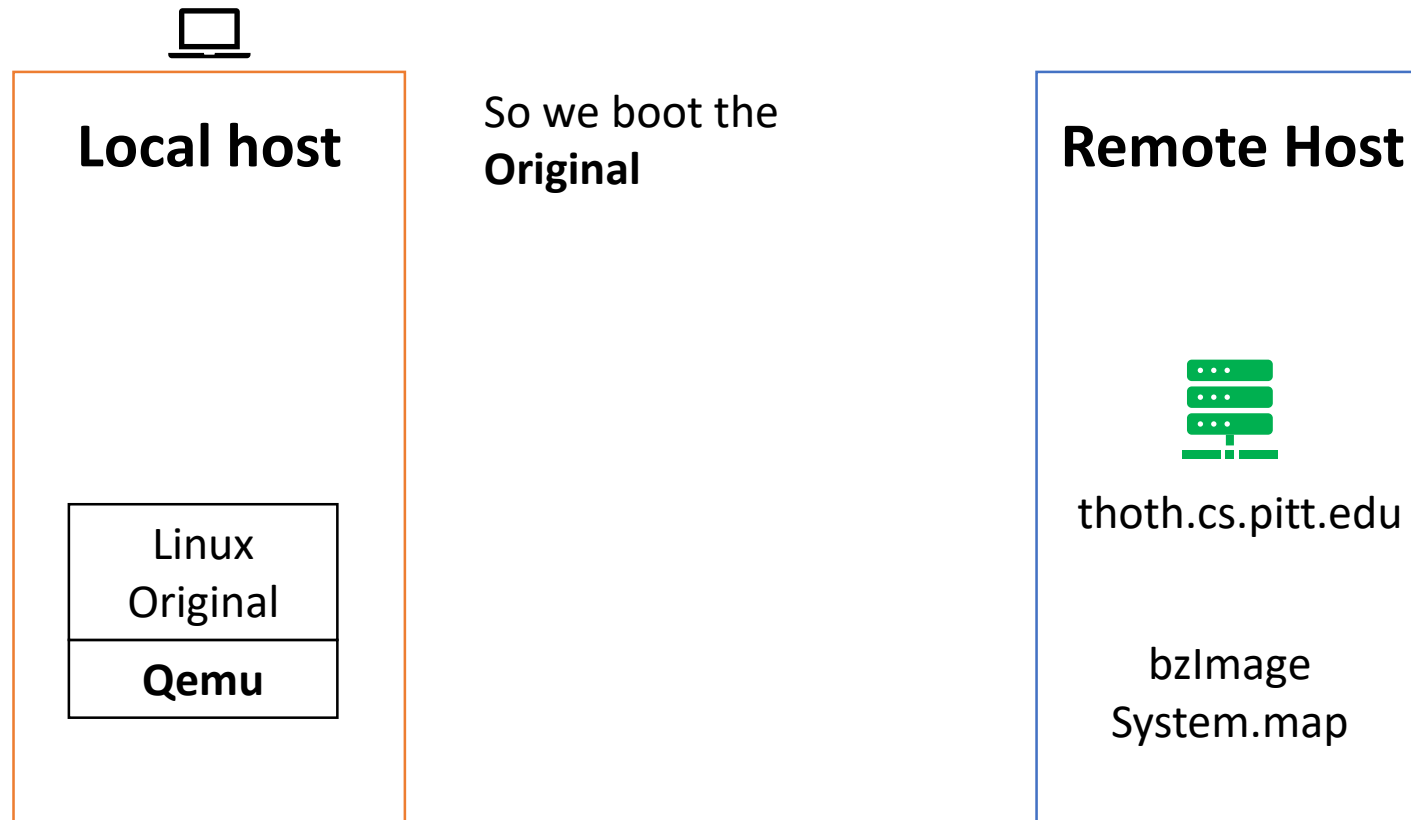 Local host
So we boot the
Original
Remote Host
thoth.cs.pitt.edu
Linux
Original
Qemu
bzImage
System.map